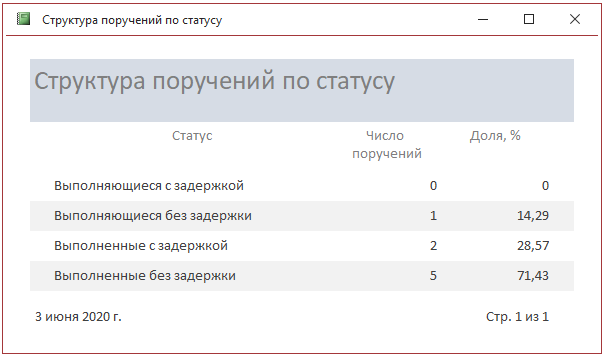 Структура поручений по статусу
Структура поручений по статусу
Статус Число поручений Доля, %
Выполняющиеся с задержкой 0 0
Выполняющиеся без задержки 1 14,29
Выполненные с задержкой 2 28,57
Выполненные без задержки 5 71,43
3 июня 2020 г. Стр. 1 из 1